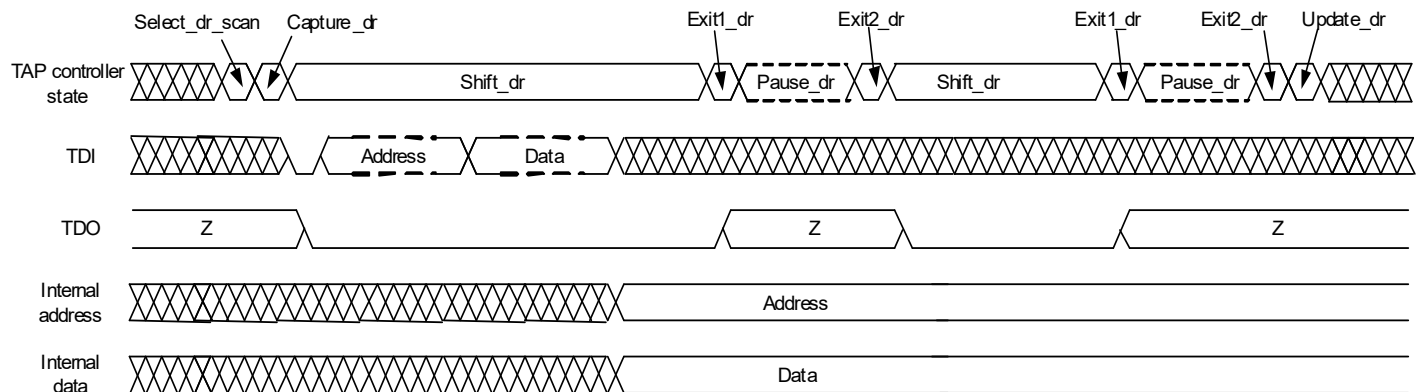 Select_dr_scan Capture_dr Exit1_dr Exit2_dr Exit1_dr Exit2_dr Update_dr
TAP controller
state
Shift_dr Pause_dr Shift_dr Pause_dr
TDI
Address Data
TDO
Z Z Z
Internal
address
Address
Internal
data
Data